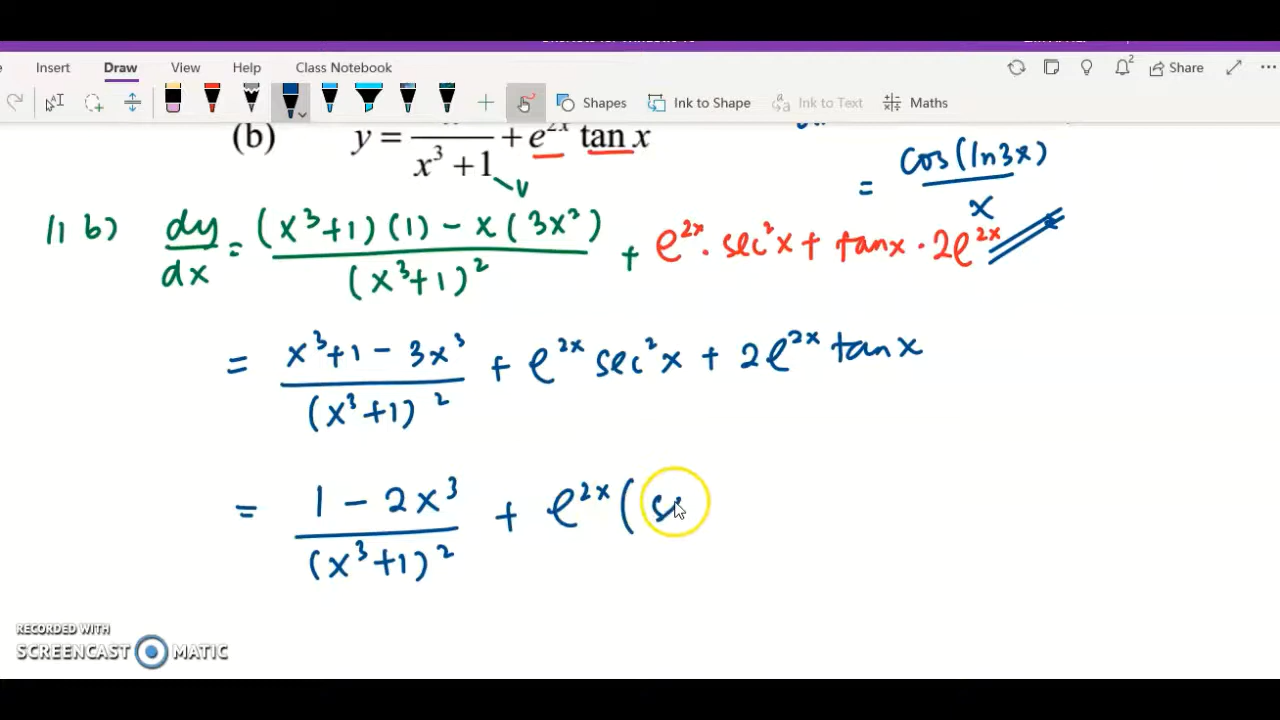 Insert Draw View Help Class Notebook Share
Shapes Ink to Shape Ink to Text Maths
(b) y = / x³ + 1 + e²ˣ tan x
= cos(ln3x) / x
11 b) dy/dx = (x³+1)(1) - x(3x²) / (x³+1)² + e²ˣ · sec²x + tanx · 2e²ˣ
= x³+1 - 3x³ / (x³+1)² + e²ˣ sec²x + 2e²ˣ tanx
= 1 - 2x³ / (x³+1)² + e²ˣ (
RECORDED WITH
SCREENCAST MATIC